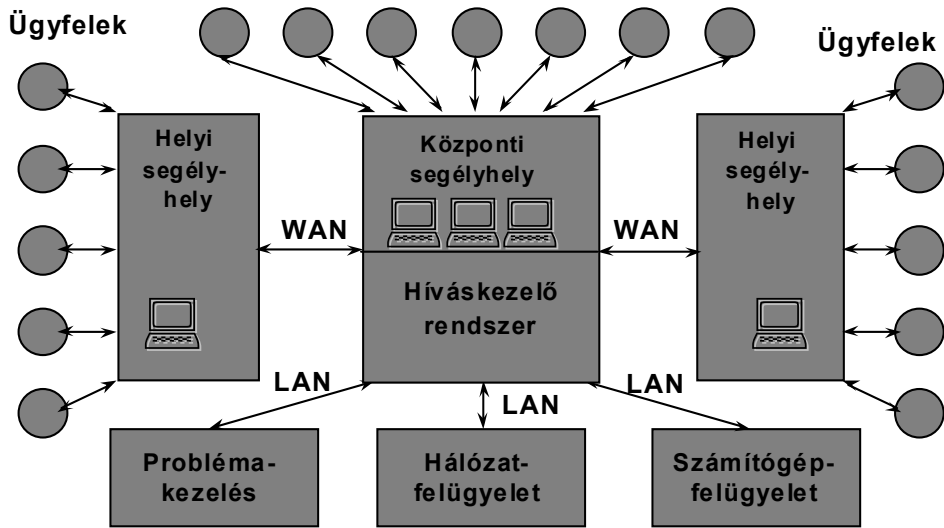 Ügyfelek
Ügyfelek
Helyi
segély-
hely
Központi
segélyhely
Helyi
segély-
hely
WAN
WAN
Híváskezelő
rendszer
LAN
LAN
LAN
Probléma-
kezelés
Hálózat-
felügyelet
Számítógép-
felügyelet